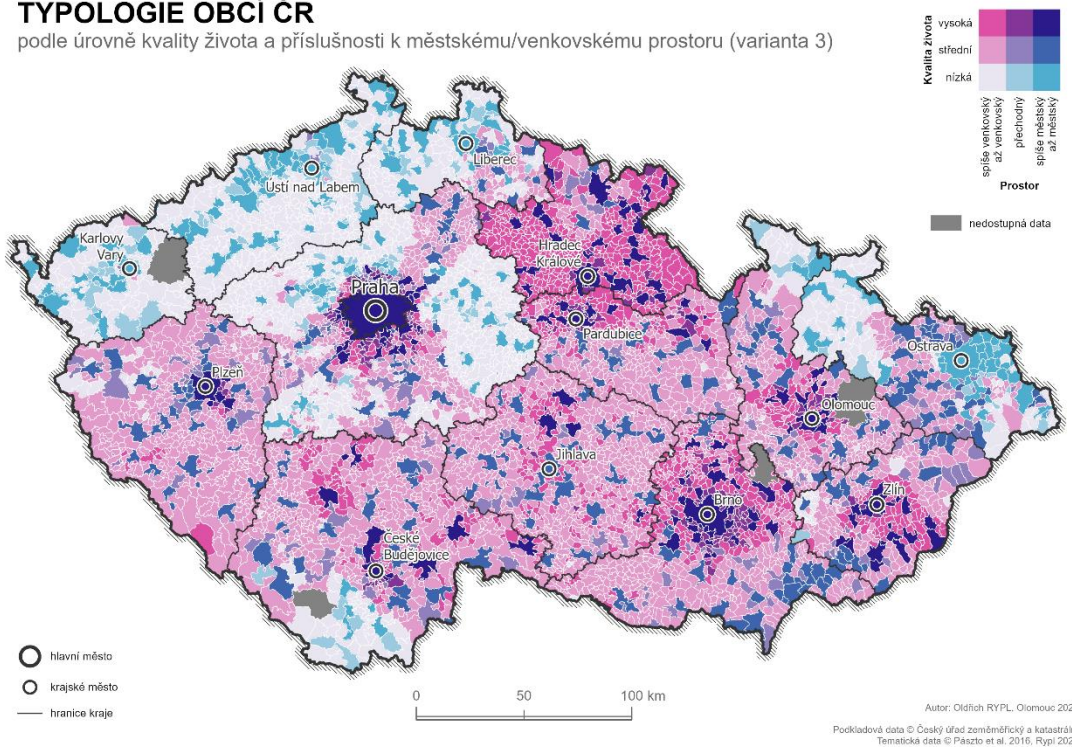 TYPOLOGIE OBCÍ ČR
podle úrovně kvality života a příslušnosti k městskému/venkovskému prostoru (varianta 3)
Kvalita života
vysoká
střední
nízká
spíše venkovský
až venkovský
přechodný
spíše městský
až městský
Prostor
nedostupná data
Liberec
Ústí nad Labem
Karlovy
Vary
Hradec
Králové
Praha
Pardubice
Ostrava
Plzeň
Olomouc
Jihlava
Zlín
Brno
České
Budějovice
hlavní město
krajské město
hranice kraje
0 50 100 km
Autor: Oldřich RYPL, Olomouc 202
Podkladová data © Český úřad zeměměřický a katastráln
Tematická data © Pászto et al. 2016, Rypl 202